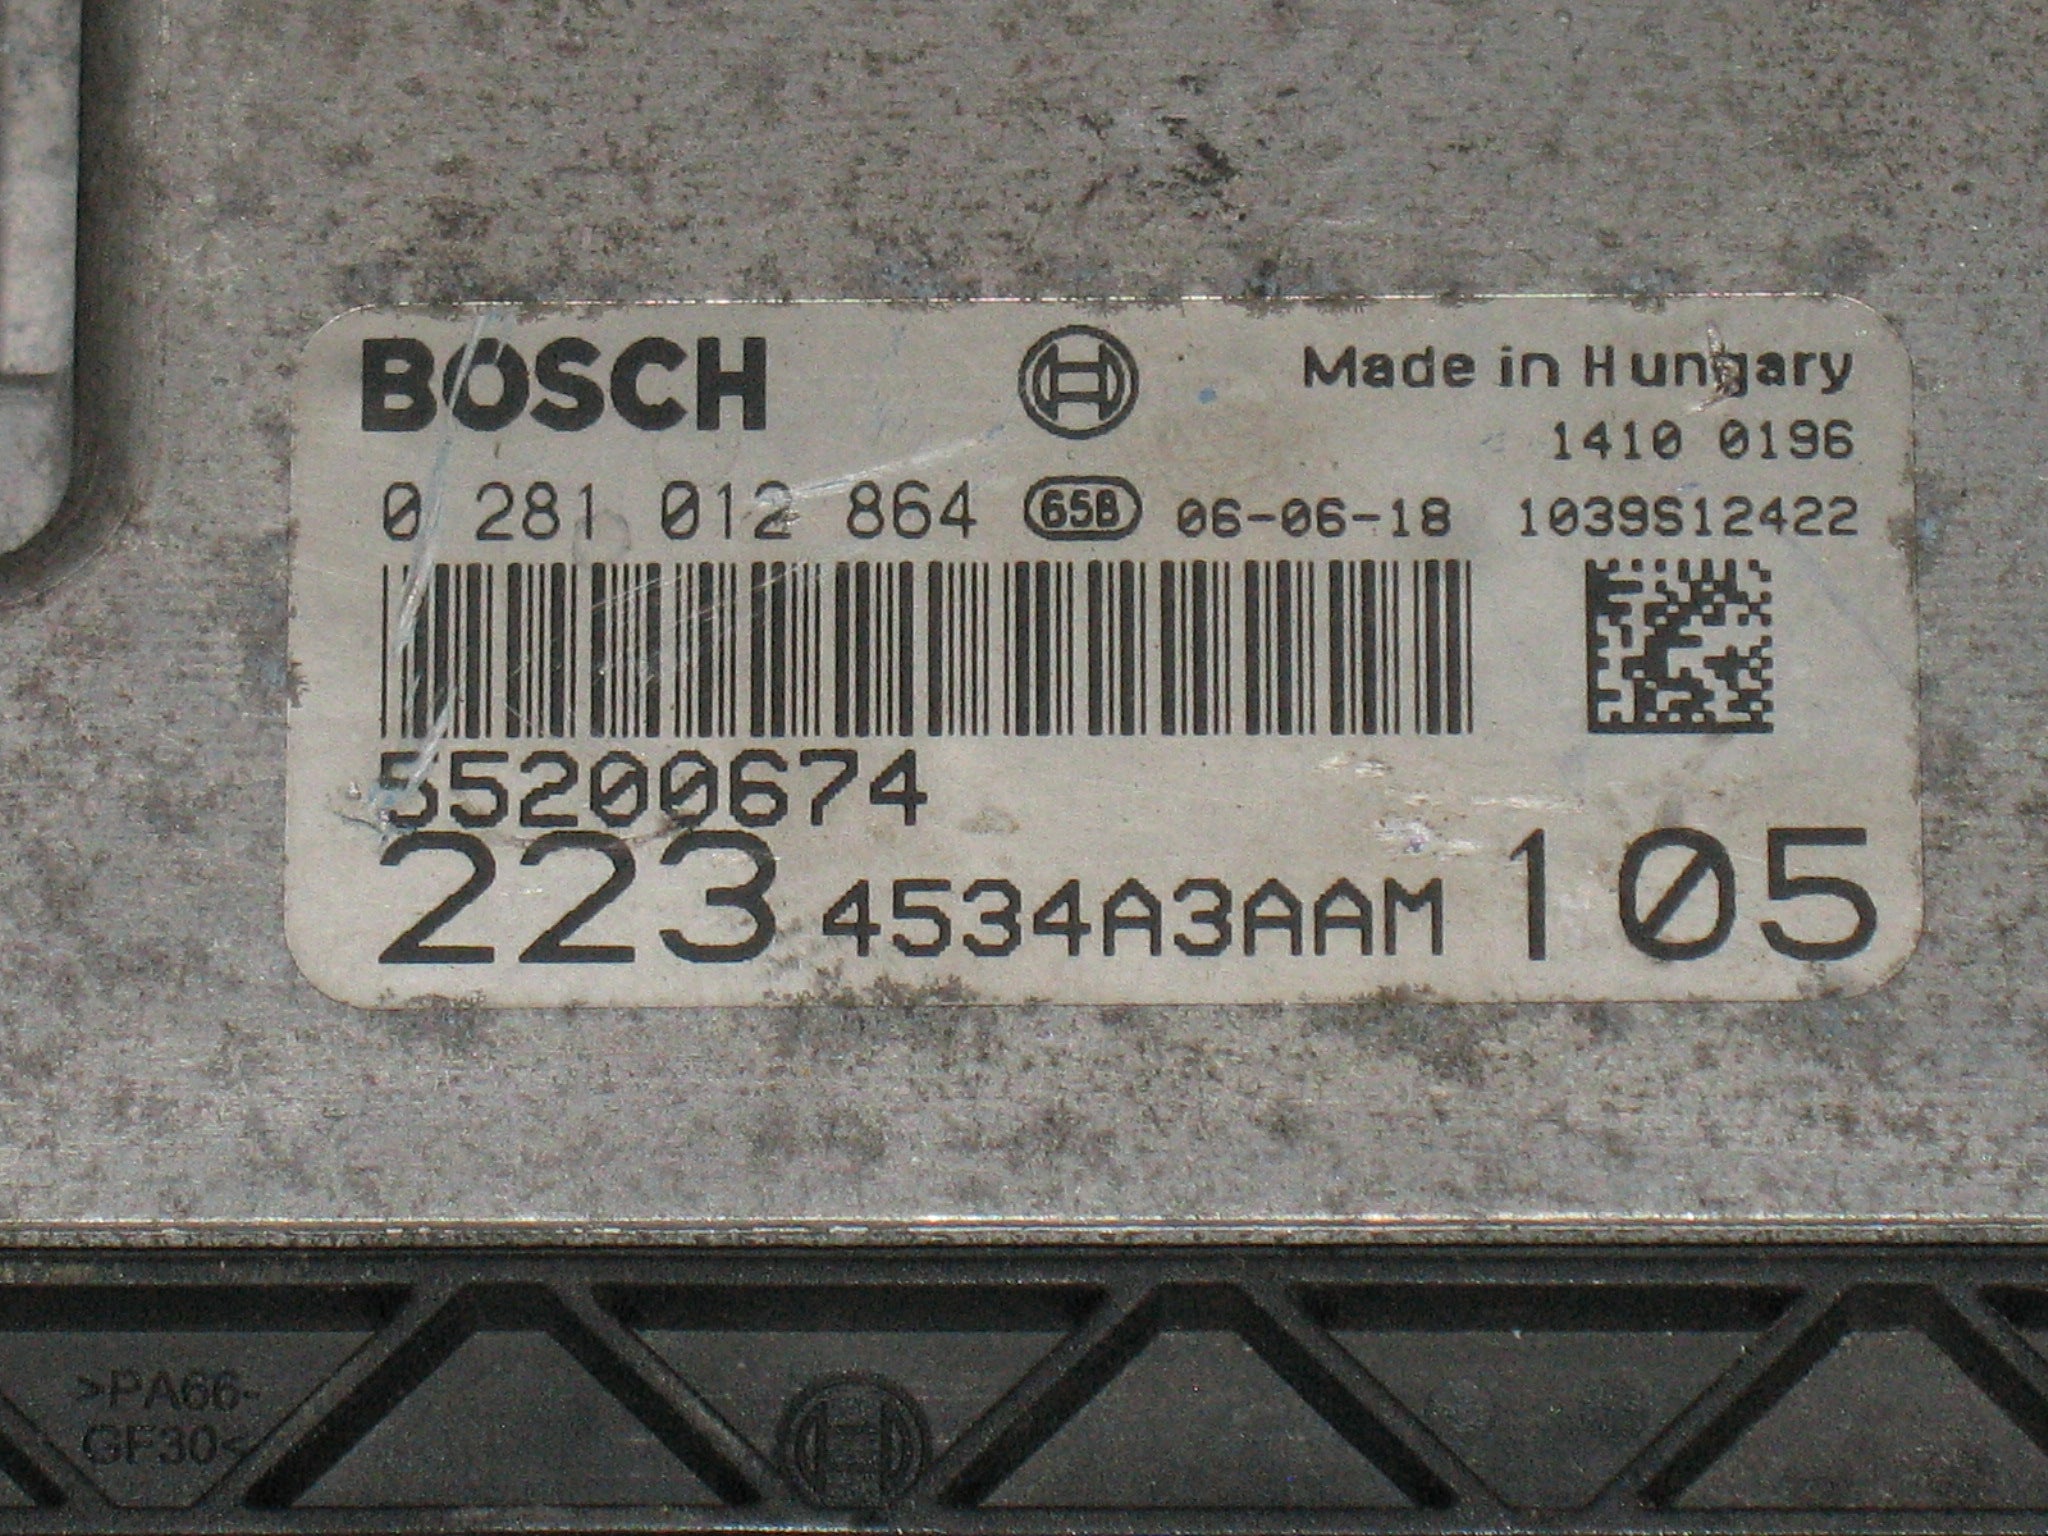 BOSCH Made in Hungary
1410 0196
0 281 012 864 65B 06-06-18 1039S12422
55200674
223 4534A3AAM 105
>PA66-
GF30<